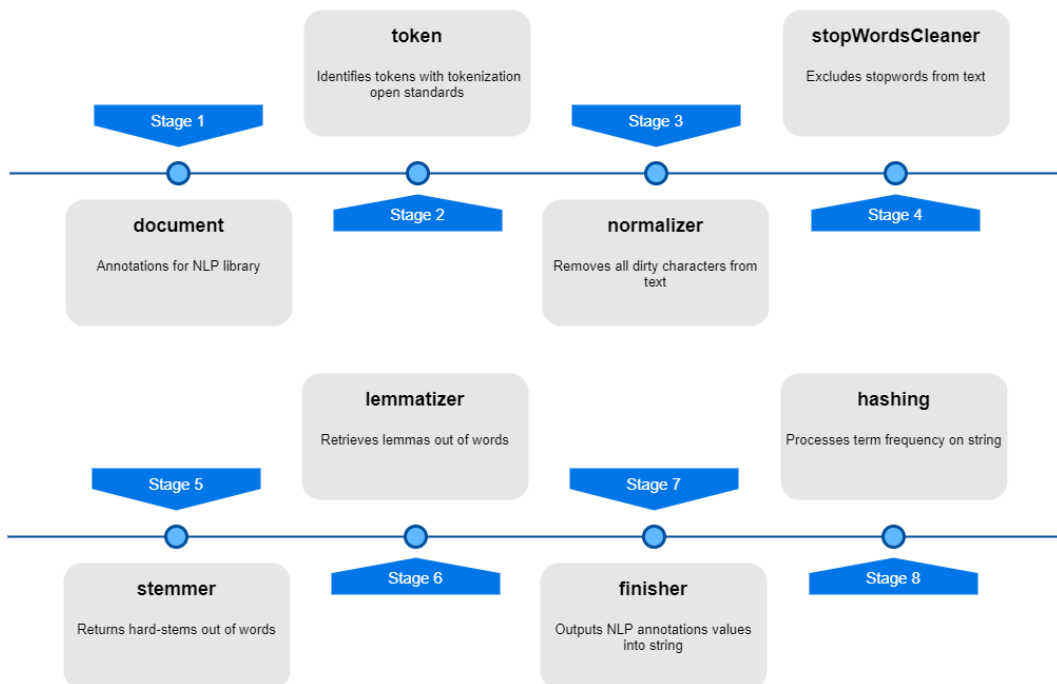 token
Identifies tokens with tokenization
open standards
stopWordsCleaner
Excludes stopwords from text
Stage 1
Stage 3
Stage 2
Stage 4
document
Annotations for NLP library
normalizer
Removes all dirty characters from
text
lemmatizer
Retrieves lemmas out of words
hashing
Processes term frequency on string
Stage 5
Stage 7
Stage 6
Stage 8
stemmer
Returns hard-stems out of words
finisher
Outputs NLP annotations values
into string